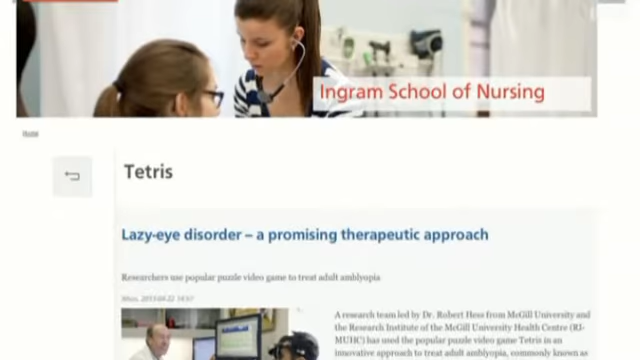 Ingram School of Nursing
Home
Tetris
Lazy-eye disorder – a promising therapeutic approach
Researchers use popular puzzle video game to treat adult amblyopia
A research team led by Dr. Robert Hess from McGill University and
the Research Institute of the McGill University Health Centre (RI-
MUHC) has used the popular puzzle video game Tetris in an
innovative approach to treat adult amblyopia, commonly known as